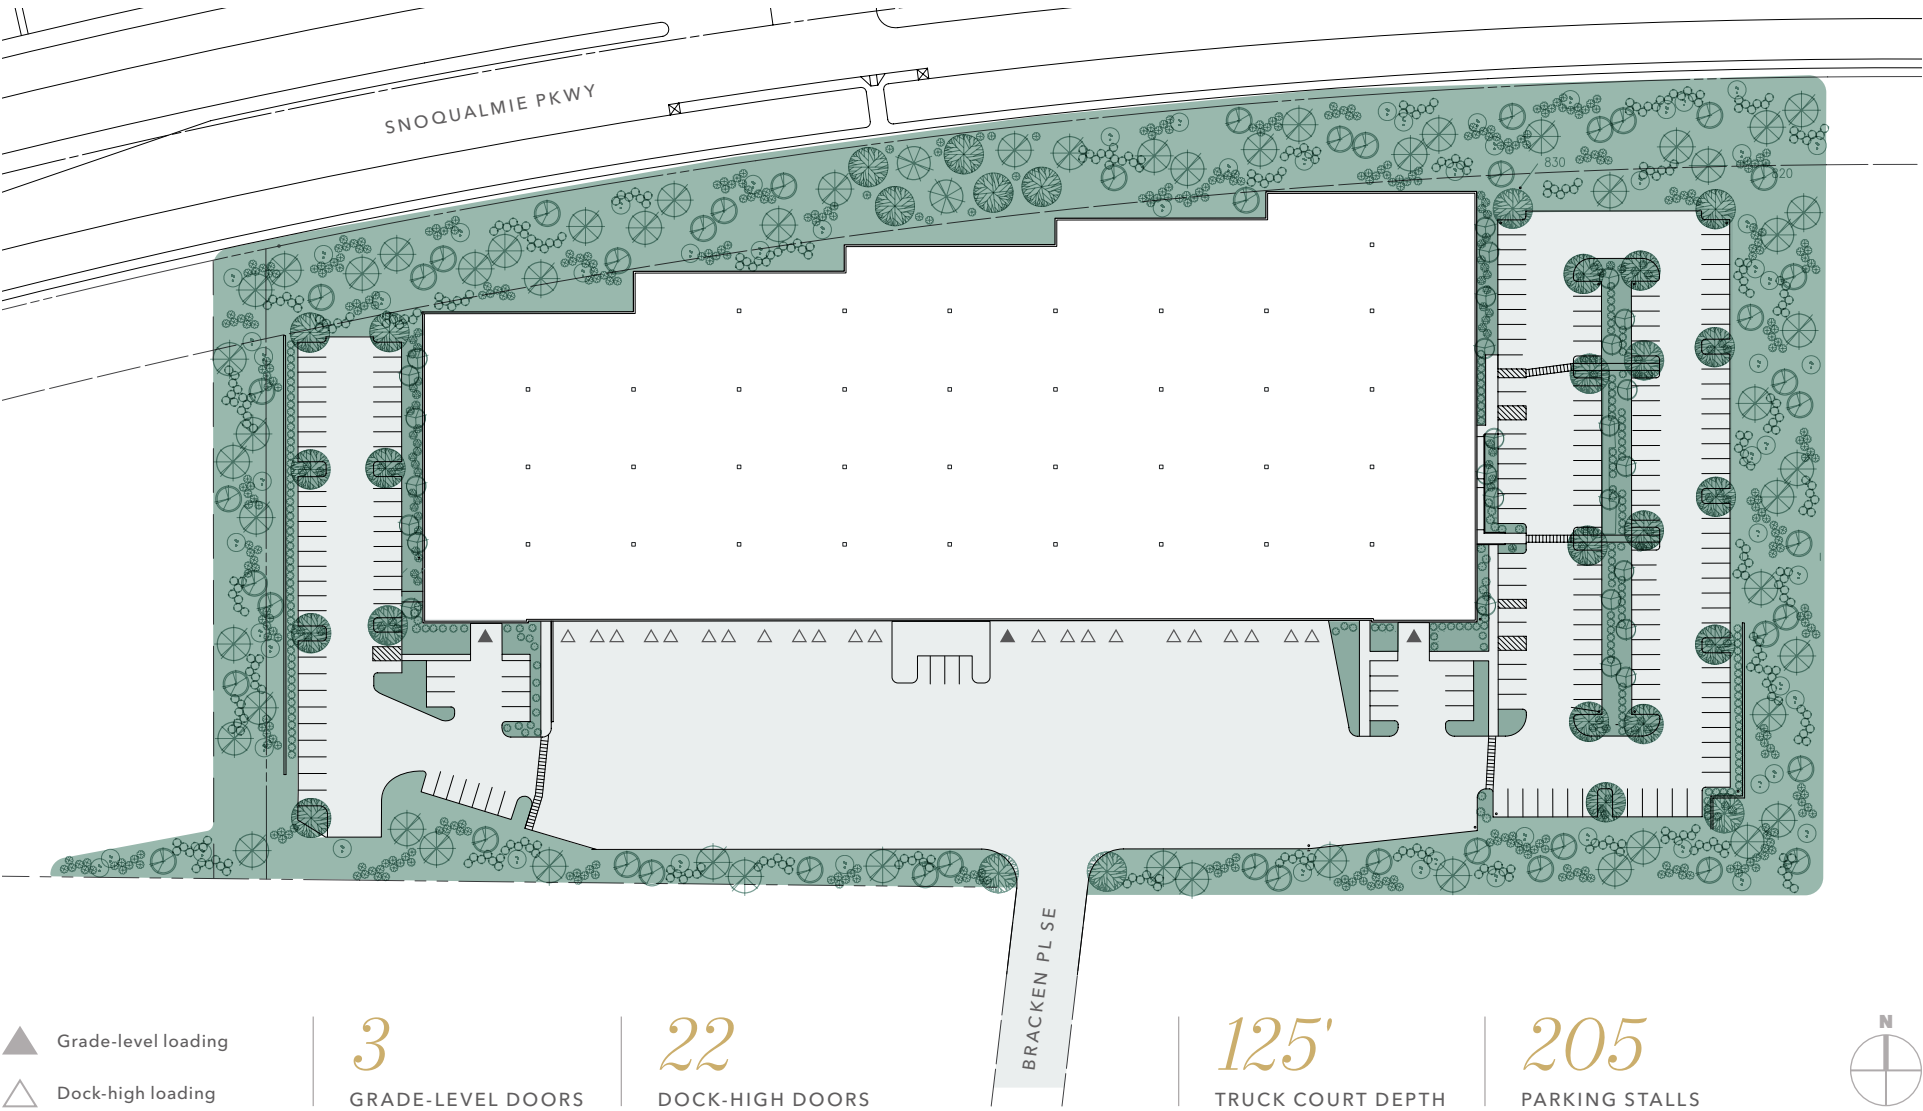 SNOQUALMIE PKWY
830
820
BRACKEN PL SE
Grade-level loading
Dock-high loading
3
GRADE-LEVEL DOORS
22
DOCK-HIGH DOORS
125'
TRUCK COURT DEPTH
205
PARKING STALLS
N